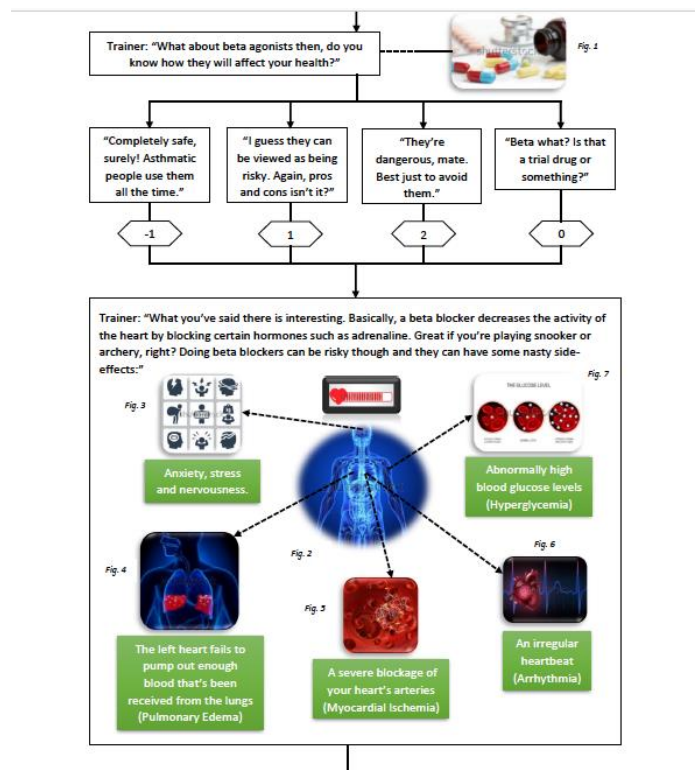 Trainer: “What about beta agonists then, do you
know how they will affect your health?”
Fig. 1
“Completely safe,
surely! Asthmatic
people use them
all the time.”
“I guess they can
be viewed as being
risky. Again, pros
and cons isn’t it?”
“They’re
dangerous, mate.
Best just to avoid
them.”
“Beta what? Is that
a trial drug or
something?”
-1
1
2
0
Trainer: “What you’ve said there is interesting. Basically, a beta blocker decreases the activity of
the heart by blocking certain hormones such as adrenaline. Great if you’re playing snooker or
archery, right? Doing beta blockers can be risky though and they can have some nasty side-
effects:”
Fig. 7
Fig. 3
THE GLUCOSE LEVEL
Anxiety, stress
and nervousness.
Abnormally high
blood glucose levels
(Hyperglycemia)
Fig. 4
Fig. 2
Fig. 6
Fig. 5
The left heart fails to
pump out enough
blood that’s been
received from the lungs
(Pulmonary Edema)
A severe blockage of
your heart’s arteries
(Myocardial Ischemia)
An irregular
heartbeat
(Arrhythmia)